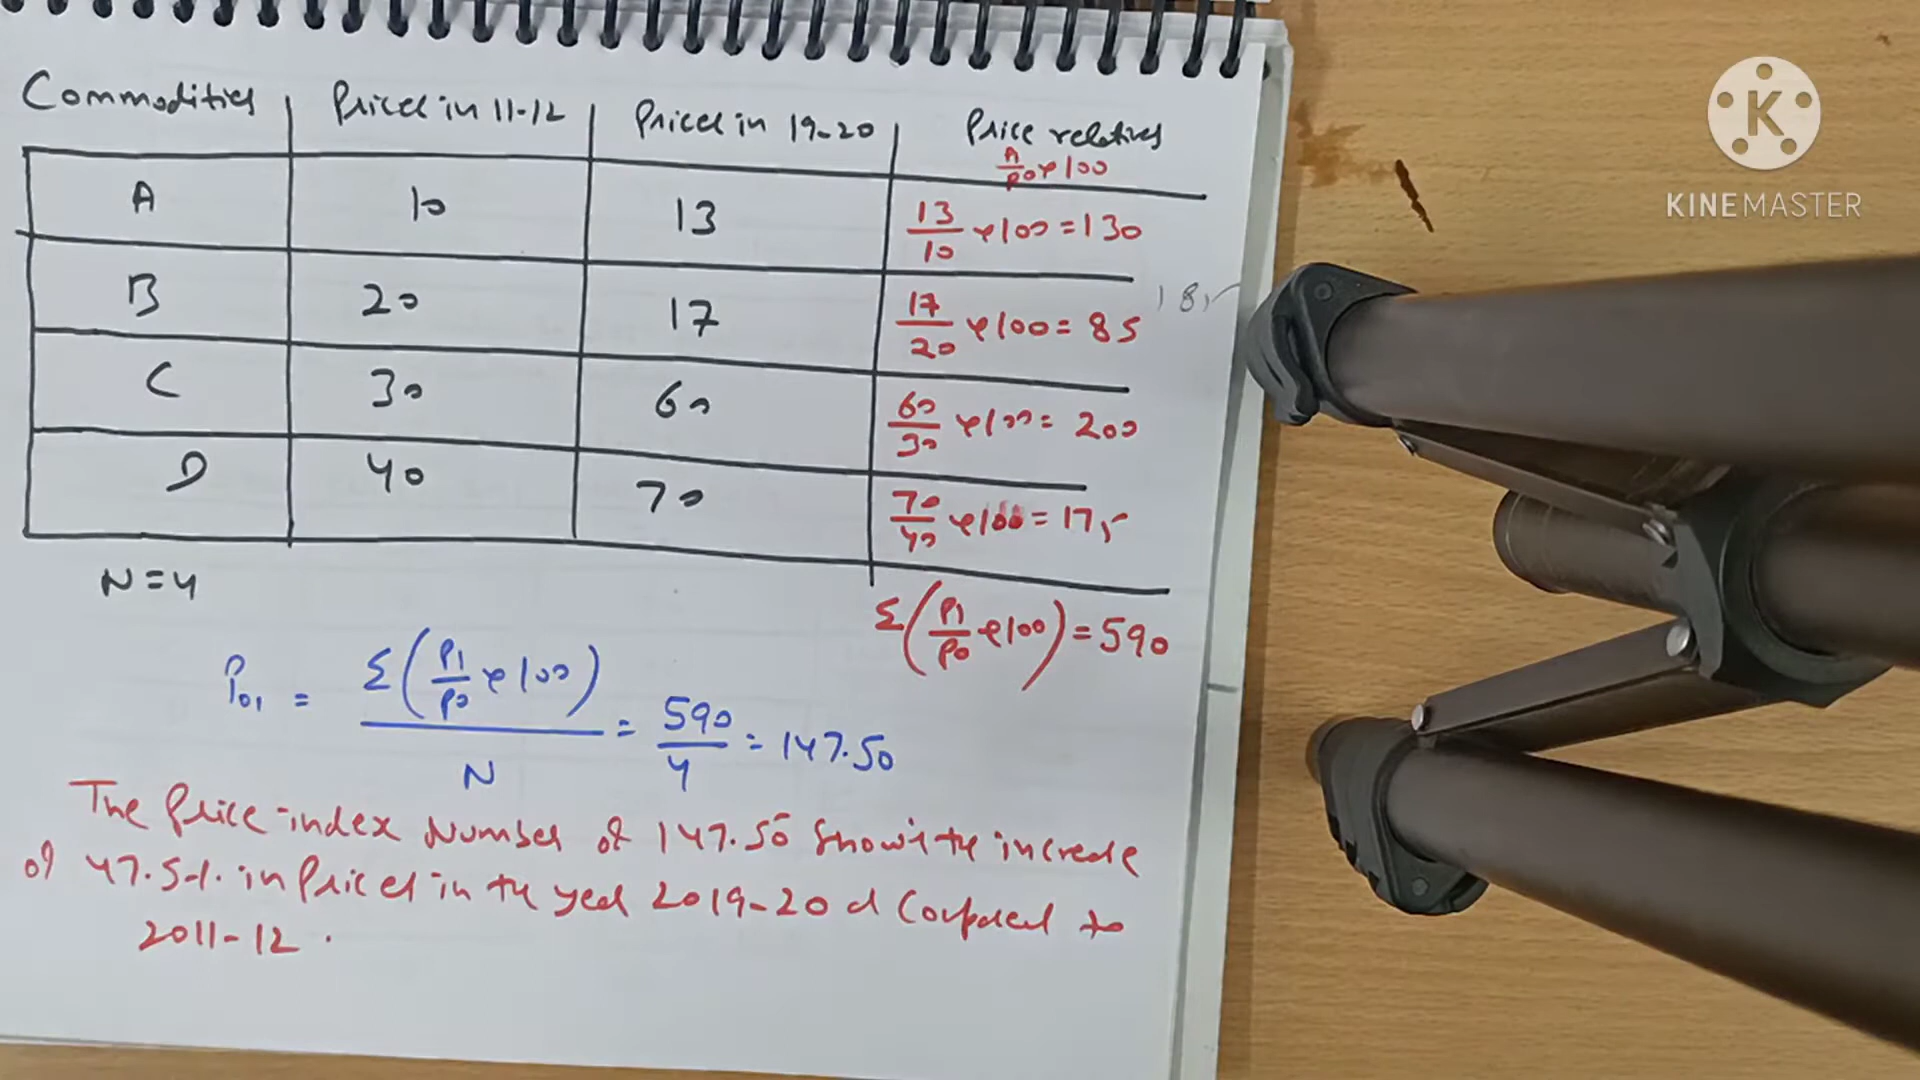 Commodities Prices in 11-12 Prices in 19-20 Price relatives
P1/P0 × 100
A 10 13 13/10 × 100 = 130
B 20 17 17/20 × 100 = 85
C 30 60 60/30 × 100 = 200
D 40 70 70/40 × 100 = 175
N = 4
Σ(P1/P0 × 100) = 590
P01 = Σ(P1/P0 × 100) / N = 590/4 = 147.50
The Price index Number of 147.50 shows the increase
of 47.5% in Prices in the year 2019-20 as Compared to
2011-12.
K
KINEMASTER